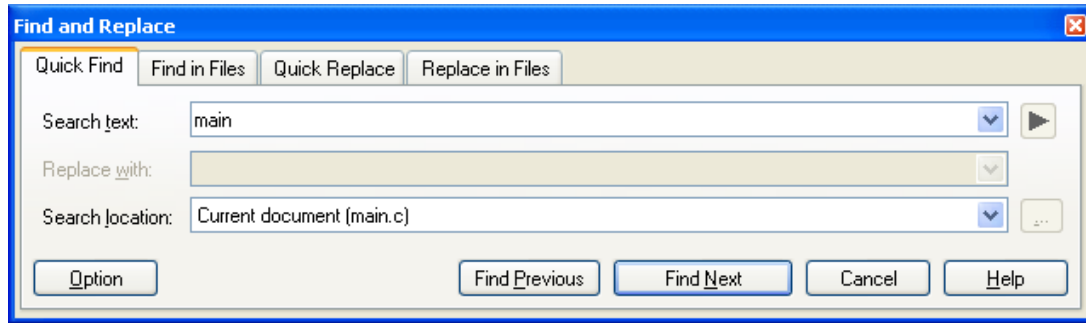 Find and Replace
Quick Find Find in Files Quick Replace Replace in Files
Search text: main
Replace with:
Search location: Current document (main.c) ...
Option Find Previous Find Next Cancel Help